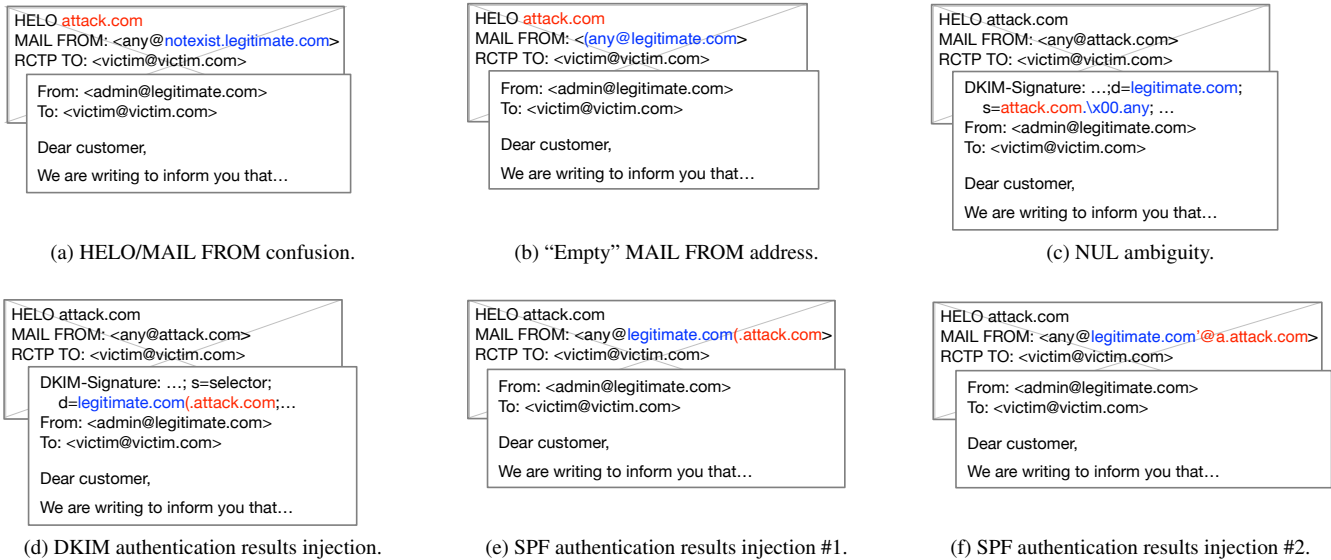 HELO attack.com
MAIL FROM: <any@notexist.legitimate.com>
RCTP TO: <victim@victim.com>
From: <admin@legitimate.com>
To: <victim@victim.com>
Dear customer,
We are writing to inform you that…
(a) HELO/MAIL FROM confusion.
HELO attack.com
MAIL FROM: <(any@legitimate.com>
RCTP TO: <victim@victim.com>
From: <admin@legitimate.com>
To: <victim@victim.com>
Dear customer,
We are writing to inform you that…
(b) “Empty” MAIL FROM address.
HELO attack.com
MAIL FROM: <any@attack.com>
RCTP TO: <victim@victim.com>
DKIM-Signature: …;d=legitimate.com;
s=attack.com.\x00.any; …
From: <admin@legitimate.com>
To: <victim@victim.com>
Dear customer,
We are writing to inform you that…
(c) NUL ambiguity.
HELO attack.com
MAIL FROM: <any@attack.com>
RCTP TO: <victim@victim.com>
DKIM-Signature: …; s=selector;
d=legitimate.com(.attack.com;…
From: <admin@legitimate.com>
To: <victim@victim.com>
Dear customer,
We are writing to inform you that…
(d) DKIM authentication results injection.
HELO attack.com
MAIL FROM: <any@legitimate.com(.attack.com>
RCTP TO: <victim@victim.com>
From: <admin@legitimate.com>
To: <victim@victim.com>
Dear customer,
We are writing to inform you that…
(e) SPF authentication results injection #1.
HELO attack.com
MAIL FROM: <any@legitimate.com’@a.attack.com>
RCTP TO: <victim@victim.com>
From: <admin@legitimate.com>
To: <victim@victim.com>
Dear customer,
We are writing to inform you that…
(f) SPF authentication results injection #2.